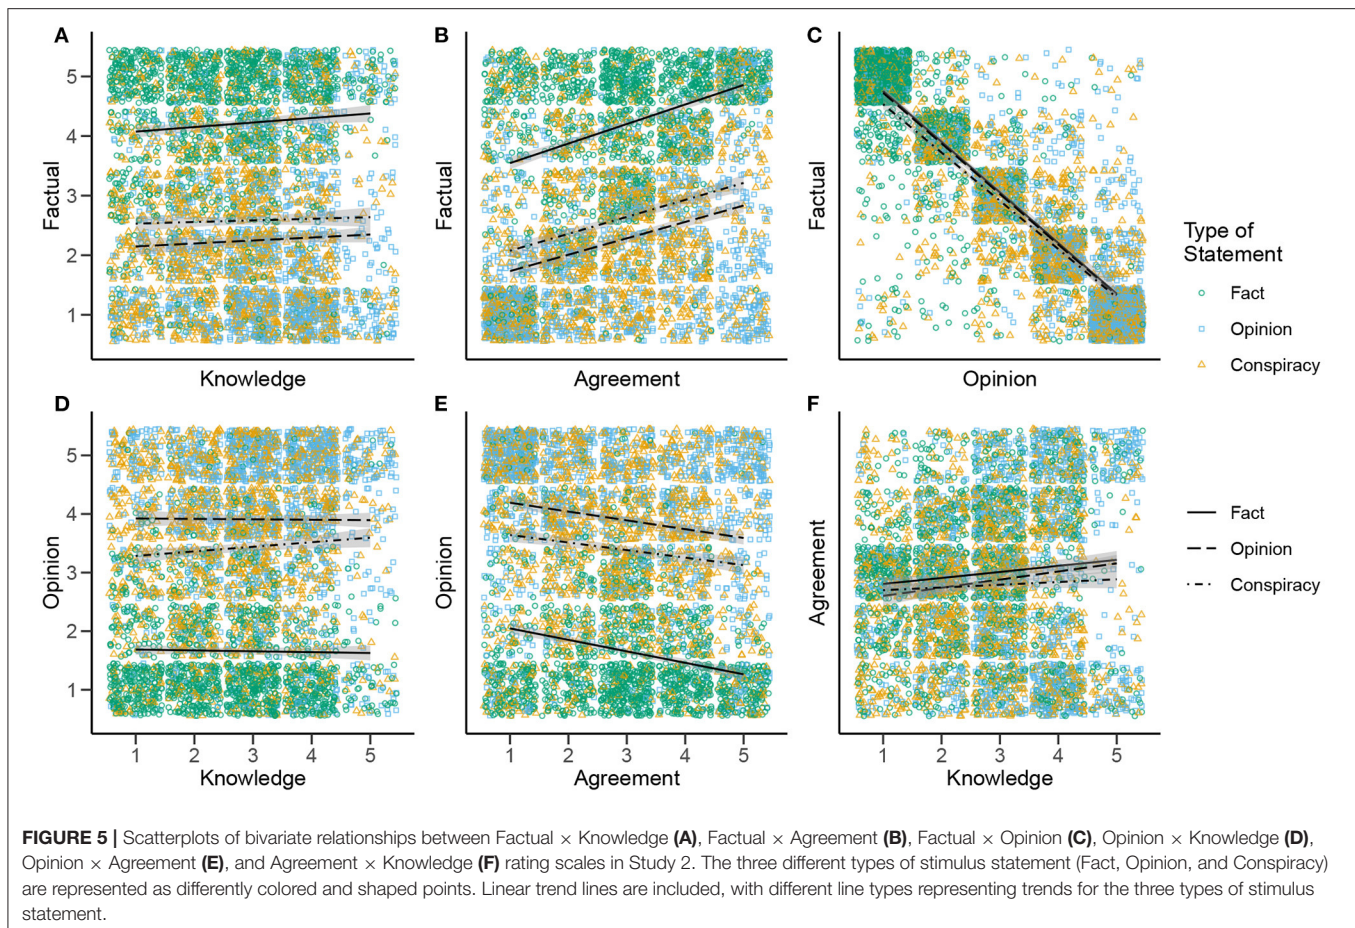 A
B
C
5
4
3
2
1
Factual
Factual
Factual
Knowledge
Agreement
Opinion
Type of
Statement
Fact
Opinion
Conspiracy
D
E
F
5
4
3
2
1
Opinion
Opinion
Agreement
Fact
Opinion
Conspiracy
1 2 3 4 5
1 2 3 4 5
1 2 3 4 5
Knowledge
Agreement
Knowledge
FIGURE 5 | Scatterplots of bivariate relationships between Factual × Knowledge (A), Factual × Agreement (B), Factual × Opinion (C), Opinion × Knowledge (D),
Opinion × Agreement (E), and Agreement × Knowledge (F) rating scales in Study 2. The three different types of stimulus statement (Fact, Opinion, and Conspiracy)
are represented as differently colored and shaped points. Linear trend lines are included, with different line types representing trends for the three types of stimulus
statement.